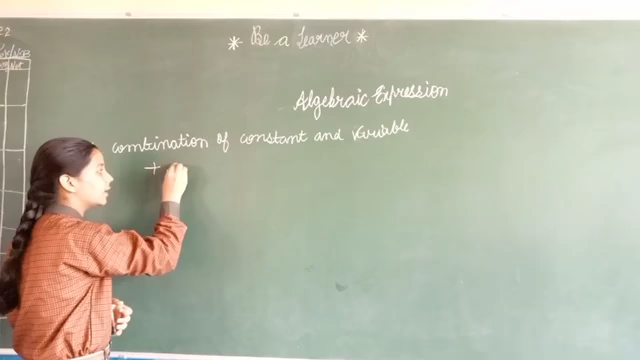 * Be a Learner *
Algebraic Expression
combination of constant and variable
+